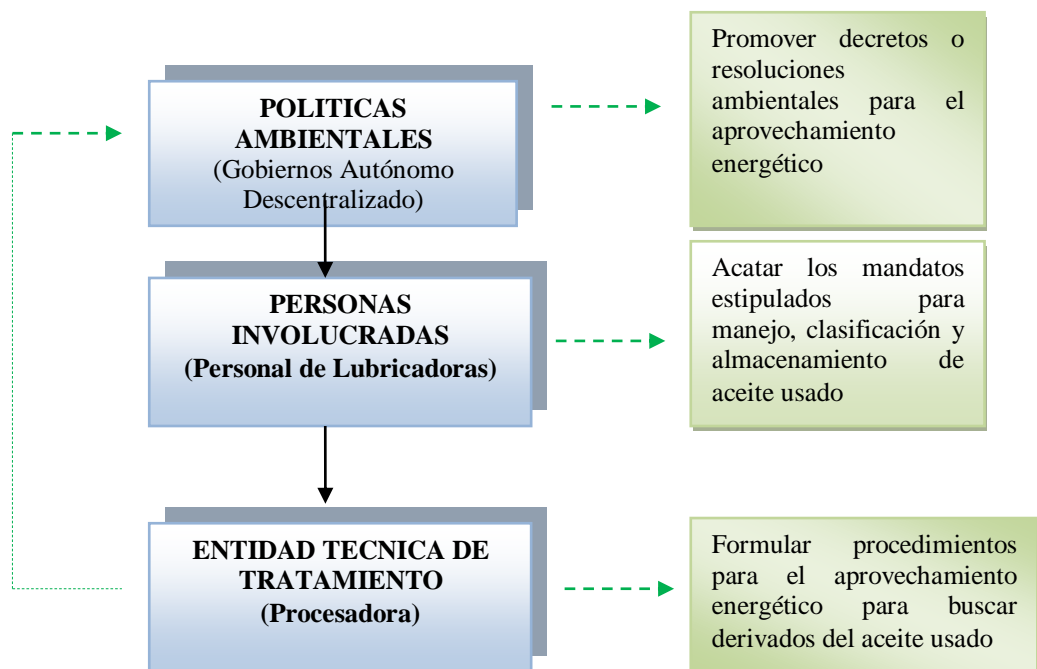 POLITICAS
AMBIENTALES
(Gobiernos Autónomo
Descentralizado)
Promover decretos o
resoluciones
ambientales para el
aprovechamiento
energético
PERSONAS
INVOLUCRADAS
(Personal de Lubricadoras)
Acatar los mandatos
estipulados para
manejo, clasificación y
almacenamiento de
aceite usado
ENTIDAD TECNICA DE
TRATAMIENTO
(Procesadora)
Formular procedimientos
para el aprovechamiento
energético para buscar
derivados del aceite usado